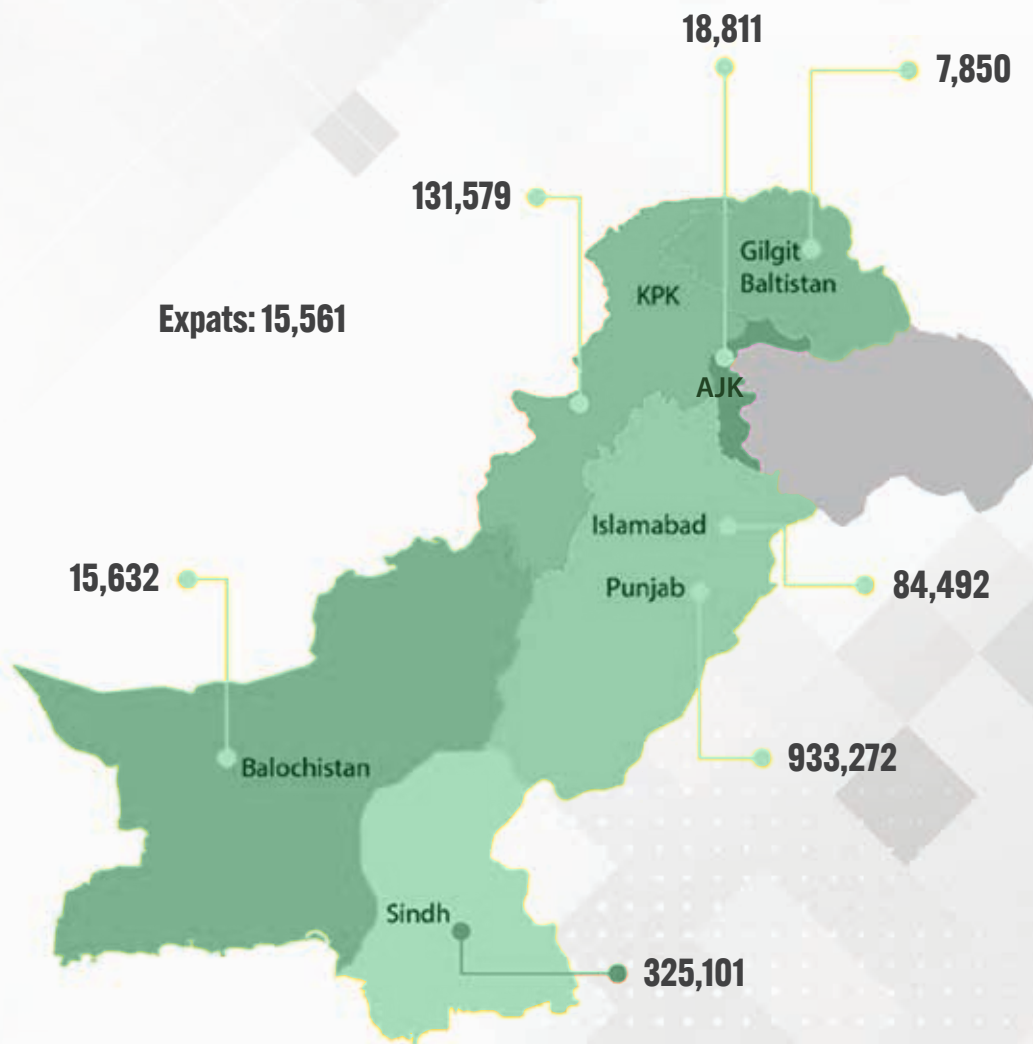 18,811
7,850
131,579
Gilgit
Baltistan
KPK
Expats: 15,561
AJK
Islamabad
15,632
84,492
Punjab
933,272
Balochistan
Sindh
325,101